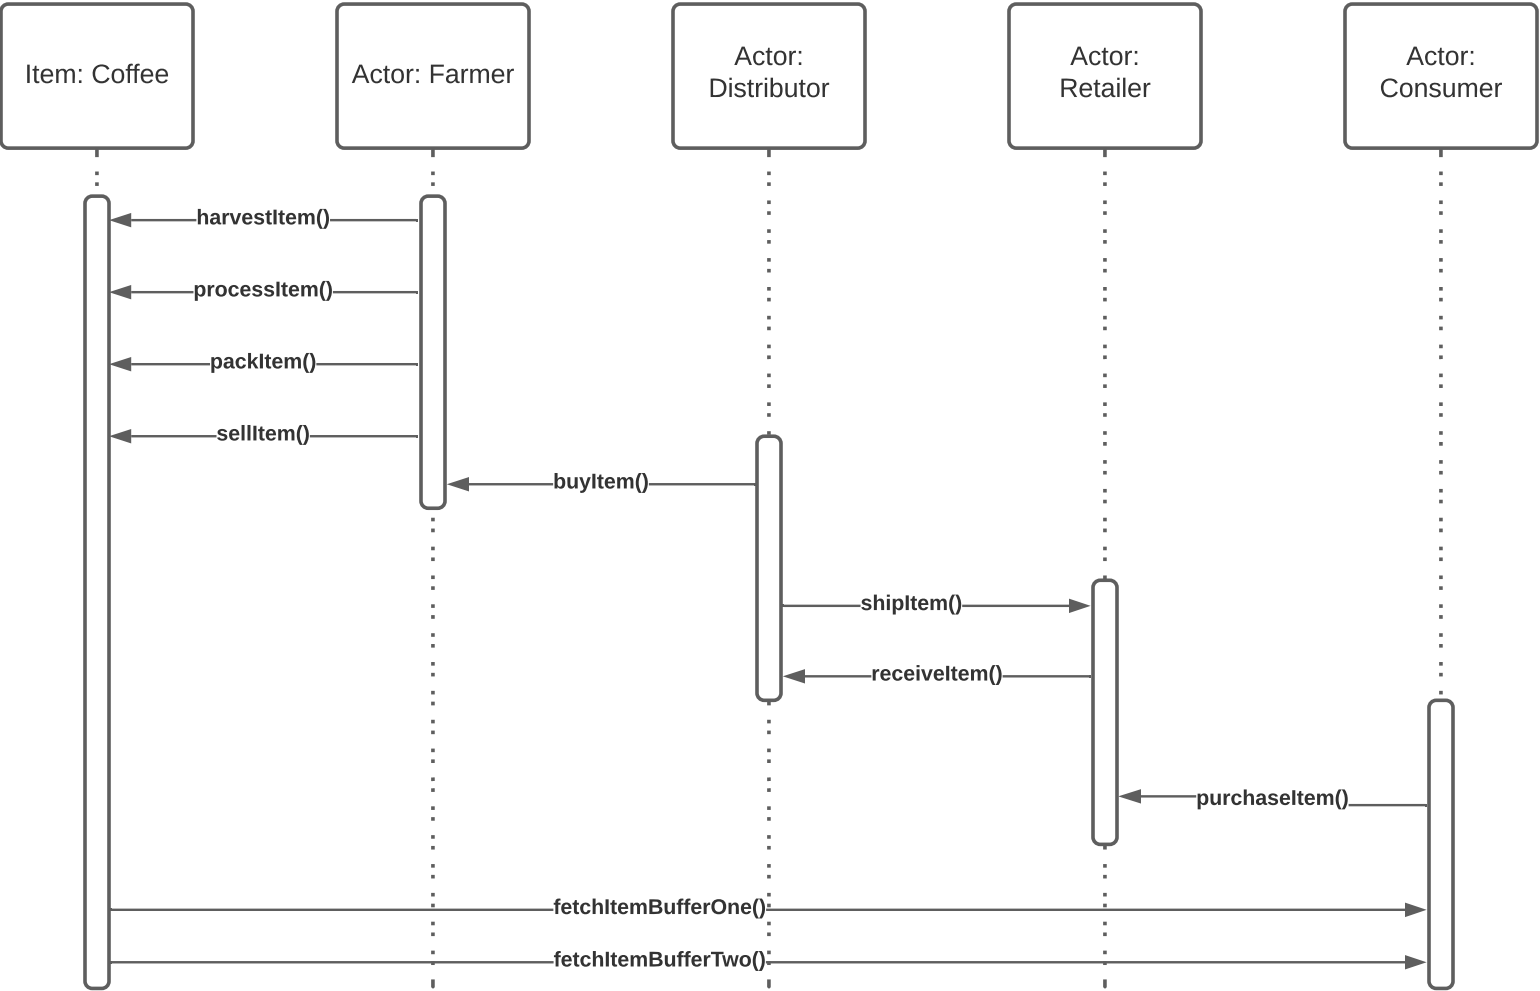 Item: Coffee
Actor: Farmer
Actor:
Distributor
Actor:
Retailer
Actor:
Consumer
harvestItem()
processItem()
packItem()
sellItem()
buyItem()
shipItem()
receiveItem()
purchaseItem()
fetchItemBufferOne()
fetchItemBufferTwo()